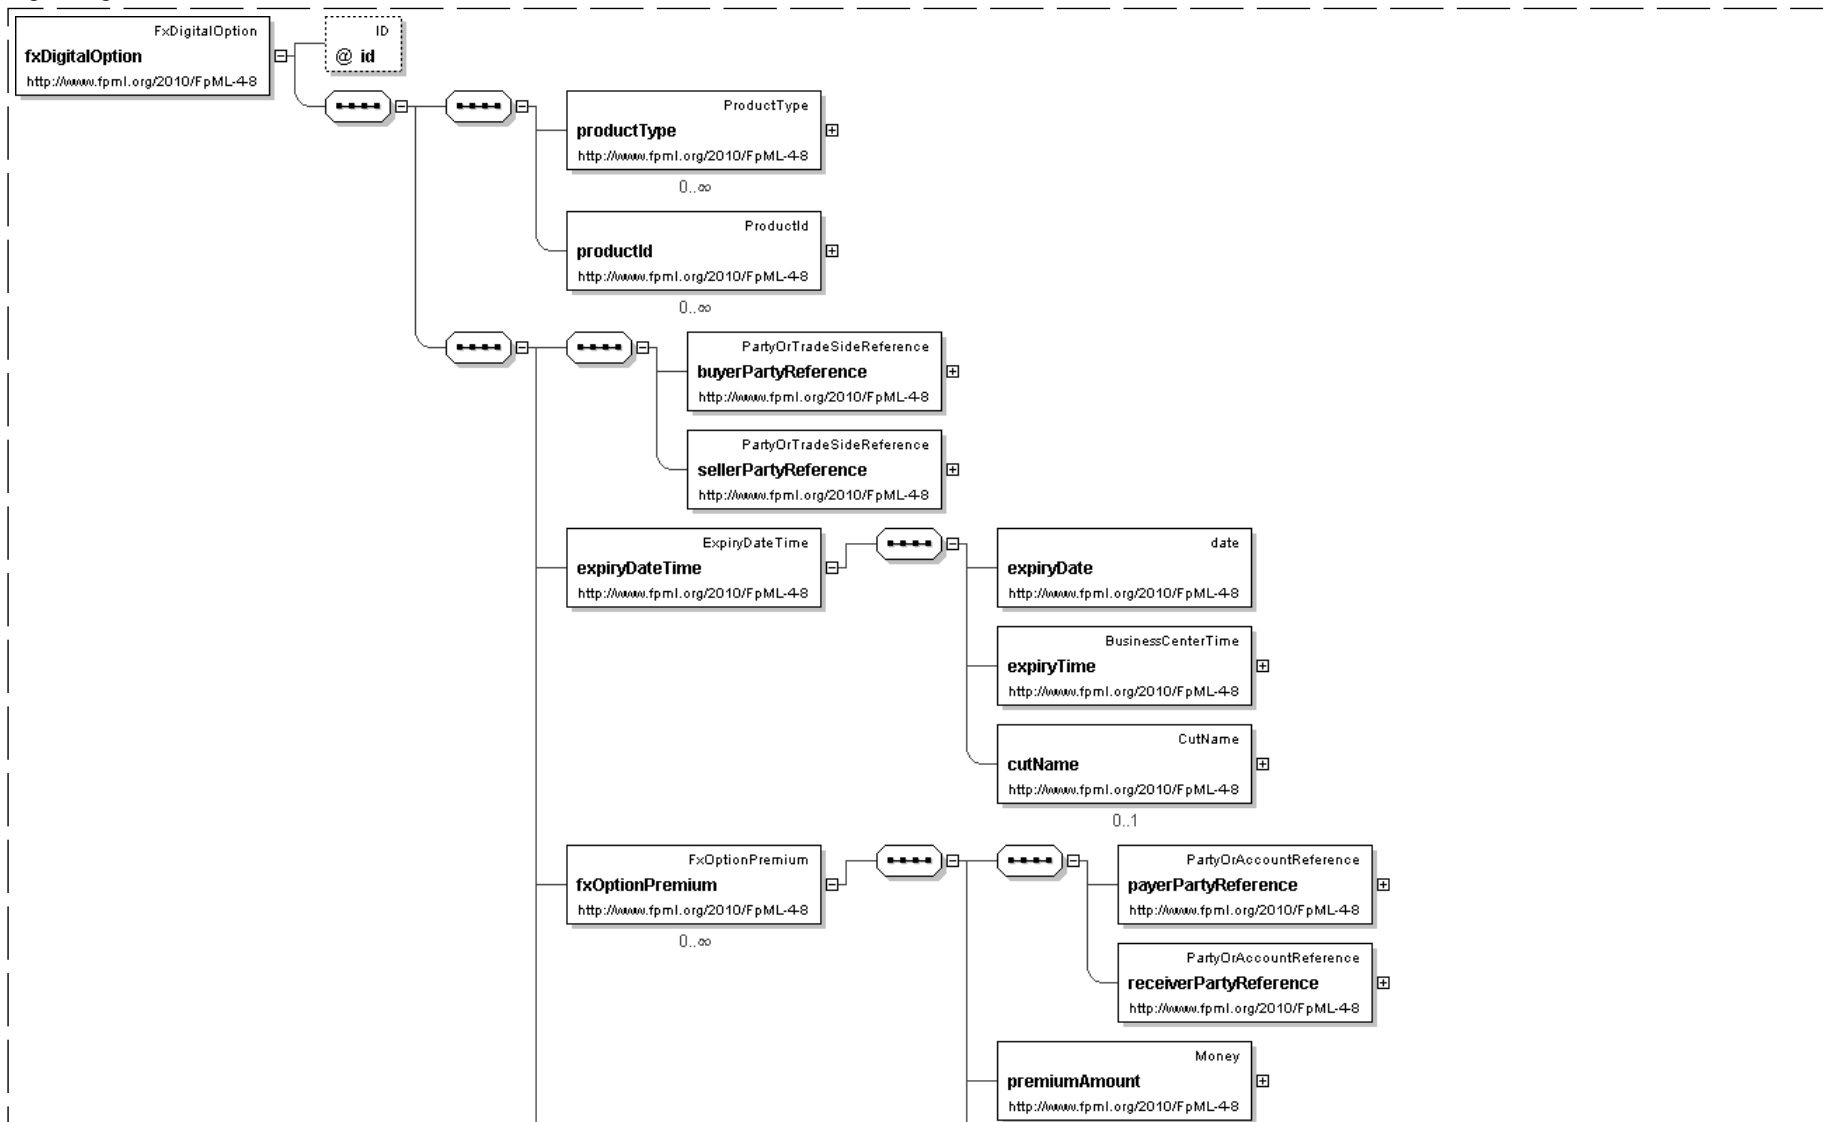 FxDigitalOption
fxDigitalOption
http://www.fpml.org/2010/FpML-4-8
ID
@ id
ProductType
productType
http://www.fpml.org/2010/FpML-4-8
0..∞
ProductId
productId
http://www.fpml.org/2010/FpML-4-8
0..∞
PartyOrTradeSideReference
buyerPartyReference
http://www.fpml.org/2010/FpML-4-8
PartyOrTradeSideReference
sellerPartyReference
http://www.fpml.org/2010/FpML-4-8
ExpiryDateTime
expiryDateTime
http://www.fpml.org/2010/FpML-4-8
date
expiryDate
http://www.fpml.org/2010/FpML-4-8
BusinessCenterTime
expiryTime
http://www.fpml.org/2010/FpML-4-8
CutName
cutName
http://www.fpml.org/2010/FpML-4-8
0..1
FxOptionPremium
fxOptionPremium
http://www.fpml.org/2010/FpML-4-8
0..∞
PartyOrAccountReference
payerPartyReference
http://www.fpml.org/2010/FpML-4-8
PartyOrAccountReference
receiverPartyReference
http://www.fpml.org/2010/FpML-4-8
Money
premiumAmount
http://www.fpml.org/2010/FpML-4-8